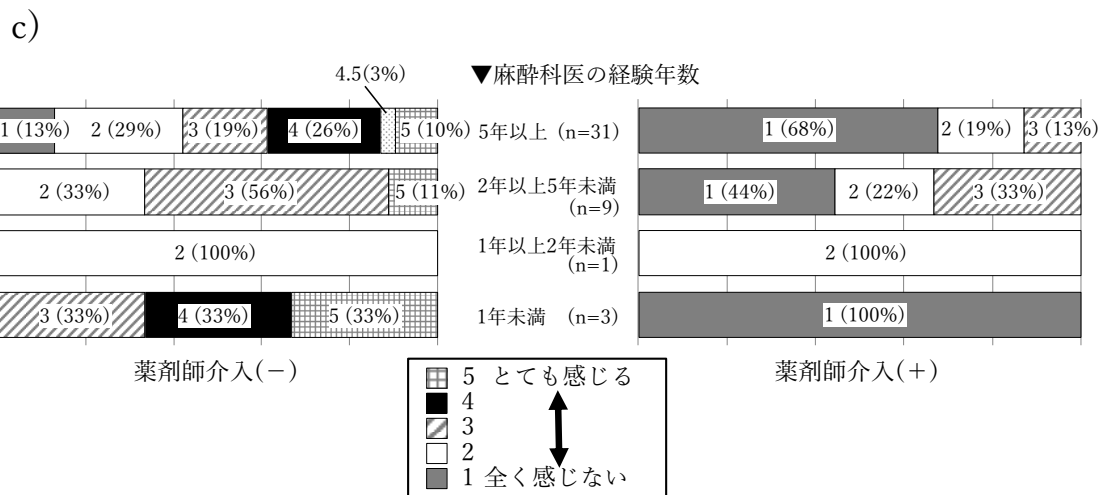 c)
4.5(3%)
▼麻酔科医の経験年数
1 (13%) 2 (29%) 3 (19%) 4 (26%) 5 (10%) 5年以上 (n=31) 1 (68%) 2 (19%) 3 (13%)
2 (33%) 3 (56%) 5 (11%) 2年以上5年未満 (n=9) 1 (44%) 2 (22%) 3 (33%)
2 (100%) 1年以上2年未満 (n=1) 2 (100%)
3 (33%) 4 (33%) 5 (33%) 1年未満 (n=3) 1 (100%)
薬剤師介入(−) 薬剤師介入(+)
5 とても感じる
4
3
2
1 全く感じない